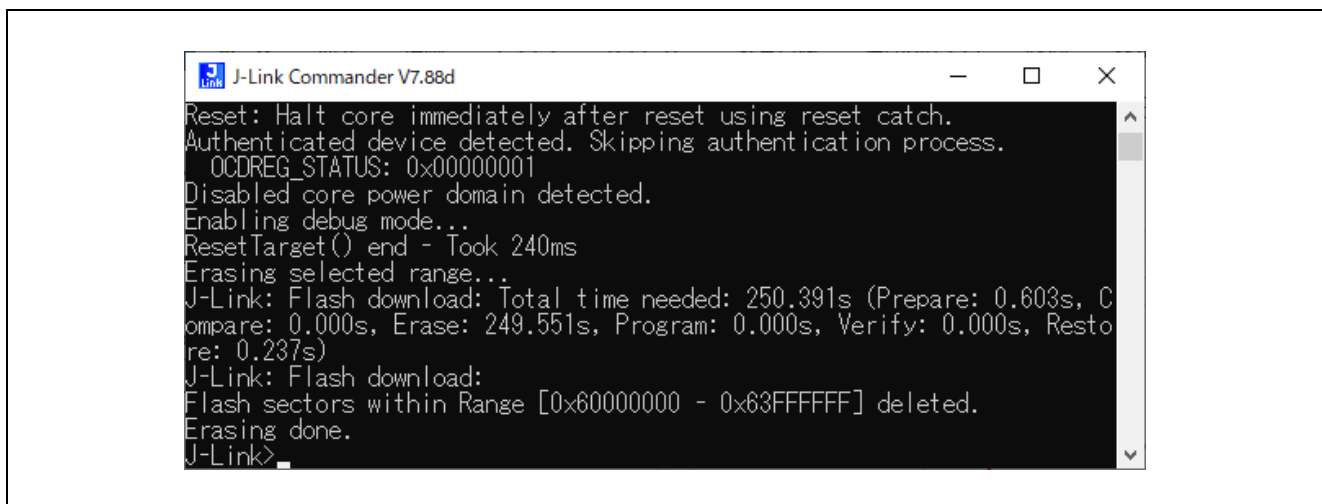 J-Link Commander V7.88d
Reset: Halt core immediately after reset using reset catch.
Authenticated device detected. Skipping authentication process.
  OCDREG_STATUS: 0x00000001
Disabled core power domain detected.
Enabling debug mode...
ResetTarget() end - Took 240ms
Erasing selected range...
J-Link: Flash download: Total time needed: 250.391s (Prepare: 0.603s, C
ompare: 0.000s, Erase: 249.551s, Program: 0.000s, Verify: 0.000s, Resto
re: 0.237s)
J-Link: Flash download:
Flash sectors within Range [0x60000000 - 0x63FFFFFF] deleted.
Erasing done.
J-Link>_